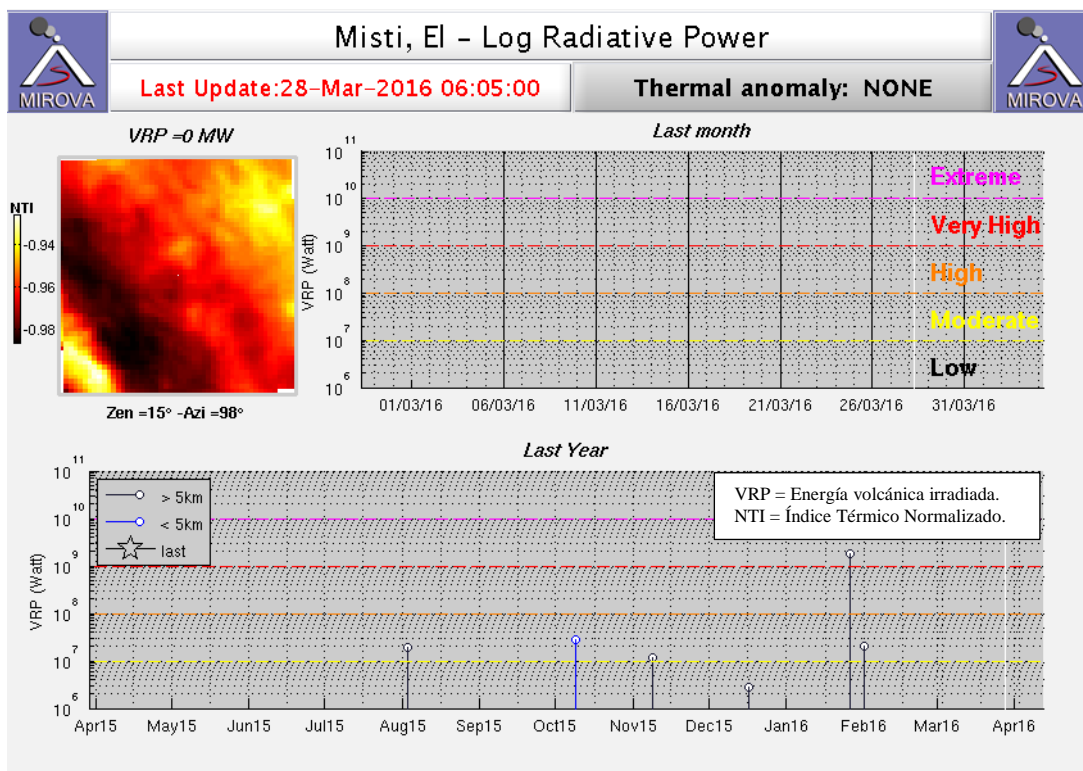 Misti, El – Log Radiative Power
MIROVA
Last Update:28-Mar-2016 06:05:00
Thermal anomaly: NONE
MIROVA
VRP =0 MW
NTI
-0.94
-0.96
-0.98
Zen =15° -Azi =98°
Last month
VRP (Watt)
10^11
10^10
10^9
10^8
10^7
10^6
Extreme
Very High
High
Moderate
Low
01/03/16 06/03/16 11/03/16 16/03/16 21/03/16 26/03/16 31/03/16
Last Year
VRP (Watt)
10^11
10^10
10^9
10^8
10^7
10^6
> 5km
< 5km
last
VRP = Energía volcánica irradiada.
NTI = Índice Térmico Normalizado.
Apr15 May15 Jun15 Jul15 Aug15 Sep15 Oct15 Nov15 Dec15 Jan16 Feb16 Mar16 Apr16